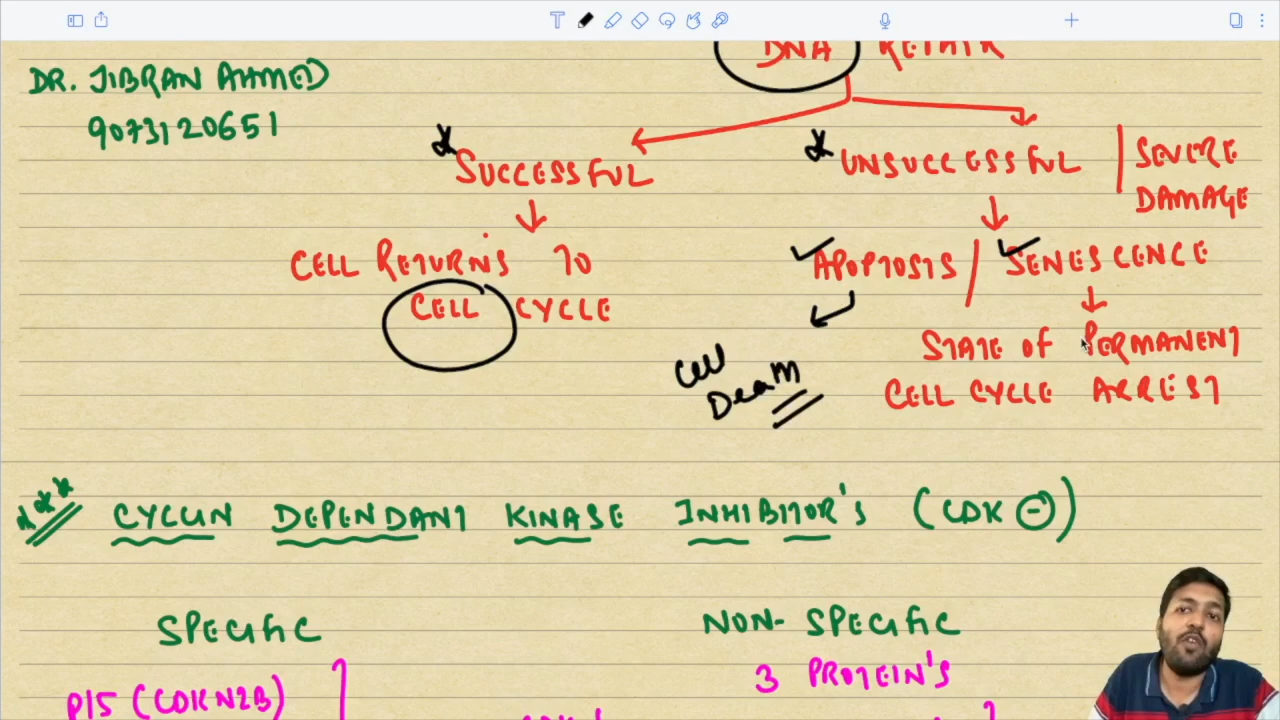 DNA REPAIR
DR. JIBRAN AHMED
9073120651
SUCCESSFUL
UNSUCCESSFUL
SEVERE
DAMAGE
CELL RETURNS TO
CELL CYCLE
APOPTOSIS / SENESCENCE
STATE OF PERMANENT
CELL CYCLE ARREST
Cell
Death
CYCLIN DEPENDANT KINASE INHIBITOR'S (CDK -)
SPECIFIC
NON-SPECIFIC
3 PROTEIN'S
P15 (CDKN2B)